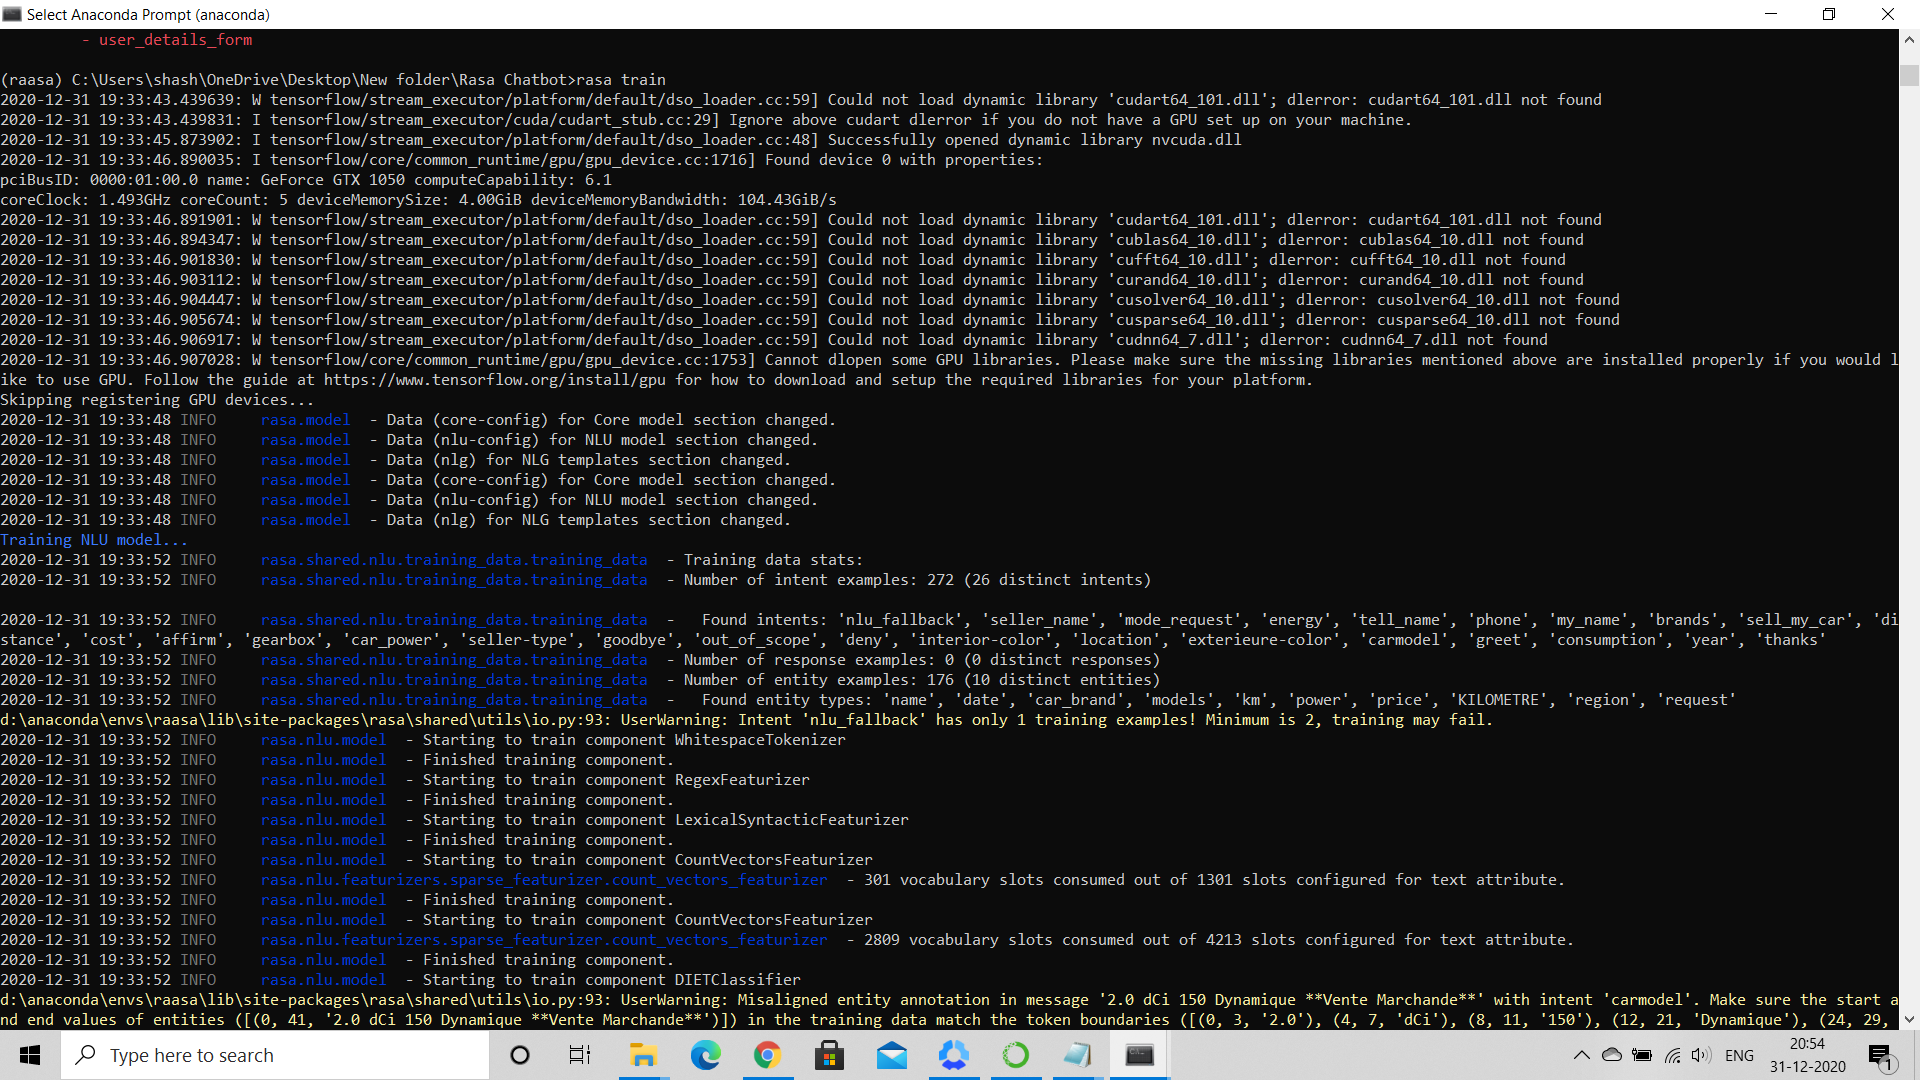 Select Anaconda Prompt (anaconda)
- user_details_form
(raasa) C:\Users\shash\OneDrive\Desktop\New folder\Rasa Chatbot>rasa train
2020-12-31 19:33:43.439639: W tensorflow/stream_executor/platform/default/dso_loader.cc:59] Could not load dynamic library 'cudart64_101.dll'; dlerror: cudart64_101.dll not found
2020-12-31 19:33:43.439831: I tensorflow/stream_executor/cuda/cudart_stub.cc:29] Ignore above cudart dlerror if you do not have a GPU set up on your machine.
2020-12-31 19:33:45.873902: I tensorflow/stream_executor/platform/default/dso_loader.cc:48] Successfully opened dynamic library nvcuda.dll
2020-12-31 19:33:46.890035: I tensorflow/core/common_runtime/gpu/gpu_device.cc:1716] Found device 0 with properties:
pciBusID: 0000:01:00.0 name: GeForce GTX 1050 computeCapability: 6.1
coreClock: 1.493GHz coreCount: 5 deviceMemorySize: 4.00GiB deviceMemoryBandwidth: 104.43GiB/s
2020-12-31 19:33:46.891901: W tensorflow/stream_executor/platform/default/dso_loader.cc:59] Could not load dynamic library 'cudart64_101.dll'; dlerror: cudart64_101.dll not found
2020-12-31 19:33:46.894347: W tensorflow/stream_executor/platform/default/dso_loader.cc:59] Could not load dynamic library 'cublas64_10.dll'; dlerror: cublas64_10.dll not found
2020-12-31 19:33:46.901830: W tensorflow/stream_executor/platform/default/dso_loader.cc:59] Could not load dynamic library 'cufft64_10.dll'; dlerror: cufft64_10.dll not found
2020-12-31 19:33:46.903112: W tensorflow/stream_executor/platform/default/dso_loader.cc:59] Could not load dynamic library 'curand64_10.dll'; dlerror: curand64_10.dll not found
2020-12-31 19:33:46.904447: W tensorflow/stream_executor/platform/default/dso_loader.cc:59] Could not load dynamic library 'cusolver64_10.dll'; dlerror: cusolver64_10.dll not found
2020-12-31 19:33:46.905674: W tensorflow/stream_executor/platform/default/dso_loader.cc:59] Could not load dynamic library 'cusparse64_10.dll'; dlerror: cusparse64_10.dll not found
2020-12-31 19:33:46.906917: W tensorflow/stream_executor/platform/default/dso_loader.cc:59] Could not load dynamic library 'cudnn64_7.dll'; dlerror: cudnn64_7.dll not found
2020-12-31 19:33:46.907028: W tensorflow/core/common_runtime/gpu/gpu_device.cc:1753] Cannot dlopen some GPU libraries. Please make sure the missing libraries mentioned above are installed properly if you would l
ike to use GPU. Follow the guide at https://www.tensorflow.org/install/gpu for how to download and setup the required libraries for your platform.
Skipping registering GPU devices...
2020-12-31 19:33:48 INFO rasa.model - Data (core-config) for Core model section changed.
2020-12-31 19:33:48 INFO rasa.model - Data (nlu-config) for NLU model section changed.
2020-12-31 19:33:48 INFO rasa.model - Data (nlg) for NLG templates section changed.
2020-12-31 19:33:48 INFO rasa.model - Data (core-config) for Core model section changed.
2020-12-31 19:33:48 INFO rasa.model - Data (nlu-config) for NLU model section changed.
2020-12-31 19:33:48 INFO rasa.model - Data (nlg) for NLG templates section changed.
Training NLU model...
2020-12-31 19:33:52 INFO rasa.shared.nlu.training_data.training_data - Training data stats:
2020-12-31 19:33:52 INFO rasa.shared.nlu.training_data.training_data - Number of intent examples: 272 (26 distinct intents)
2020-12-31 19:33:52 INFO rasa.shared.nlu.training_data.training_data - Found intents: 'nlu_fallback', 'seller_name', 'mode_request', 'energy', 'tell_name', 'phone', 'my_name', 'brands', 'sell_my_car', 'di
stance', 'cost', 'affirm', 'gearbox', 'car_power', 'seller-type', 'goodbye', 'out_of_scope', 'deny', 'interior-color', 'location', 'exterieure-color', 'carmodel', 'greet', 'consumption', 'year', 'thanks'
2020-12-31 19:33:52 INFO rasa.shared.nlu.training_data.training_data - Number of response examples: 0 (0 distinct responses)
2020-12-31 19:33:52 INFO rasa.shared.nlu.training_data.training_data - Number of entity examples: 176 (10 distinct entities)
2020-12-31 19:33:52 INFO rasa.shared.nlu.training_data.training_data - Found entity types: 'name', 'date', 'car_brand', 'models', 'km', 'power', 'price', 'KILOMETRE', 'region', 'request'
d:\anaconda\envs\raasa\lib\site-packages\rasa\shared\utils\io.py:93: UserWarning: Intent 'nlu_fallback' has only 1 training examples! Minimum is 2, training may fail.
2020-12-31 19:33:52 INFO rasa.nlu.model - Starting to train component WhitespaceTokenizer
2020-12-31 19:33:52 INFO rasa.nlu.model - Finished training component.
2020-12-31 19:33:52 INFO rasa.nlu.model - Starting to train component RegexFeaturizer
2020-12-31 19:33:52 INFO rasa.nlu.model - Finished training component.
2020-12-31 19:33:52 INFO rasa.nlu.model - Starting to train component LexicalSyntacticFeaturizer
2020-12-31 19:33:52 INFO rasa.nlu.model - Finished training component.
2020-12-31 19:33:52 INFO rasa.nlu.model - Starting to train component CountVectorsFeaturizer
2020-12-31 19:33:52 INFO rasa.nlu.featurizers.sparse_featurizer.count_vectors_featurizer - 301 vocabulary slots consumed out of 1301 slots configured for text attribute.
2020-12-31 19:33:52 INFO rasa.nlu.model - Finished training component.
2020-12-31 19:33:52 INFO rasa.nlu.model - Starting to train component CountVectorsFeaturizer
2020-12-31 19:33:52 INFO rasa.nlu.featurizers.sparse_featurizer.count_vectors_featurizer - 2809 vocabulary slots consumed out of 4213 slots configured for text attribute.
2020-12-31 19:33:52 INFO rasa.nlu.model - Finished training component.
2020-12-31 19:33:52 INFO rasa.nlu.model - Starting to train component DIETClassifier
d:\anaconda\envs\raasa\lib\site-packages\rasa\shared\utils\io.py:93: UserWarning: Misaligned entity annotation in message '2.0 dCi 150 Dynamique **Vente Marchande**' with intent 'carmodel'. Make sure the start a
nd end values of entities ([(0, 41, '2.0 dCi 150 Dynamique **Vente Marchande**')]) in the training data match the token boundaries ([(0, 3, '2.0'), (4, 7, 'dCi'), (8, 11, '150'), (12, 21, 'Dynamique'), (24, 29,
Type here to search
ENG
20:54
31-12-2020
1